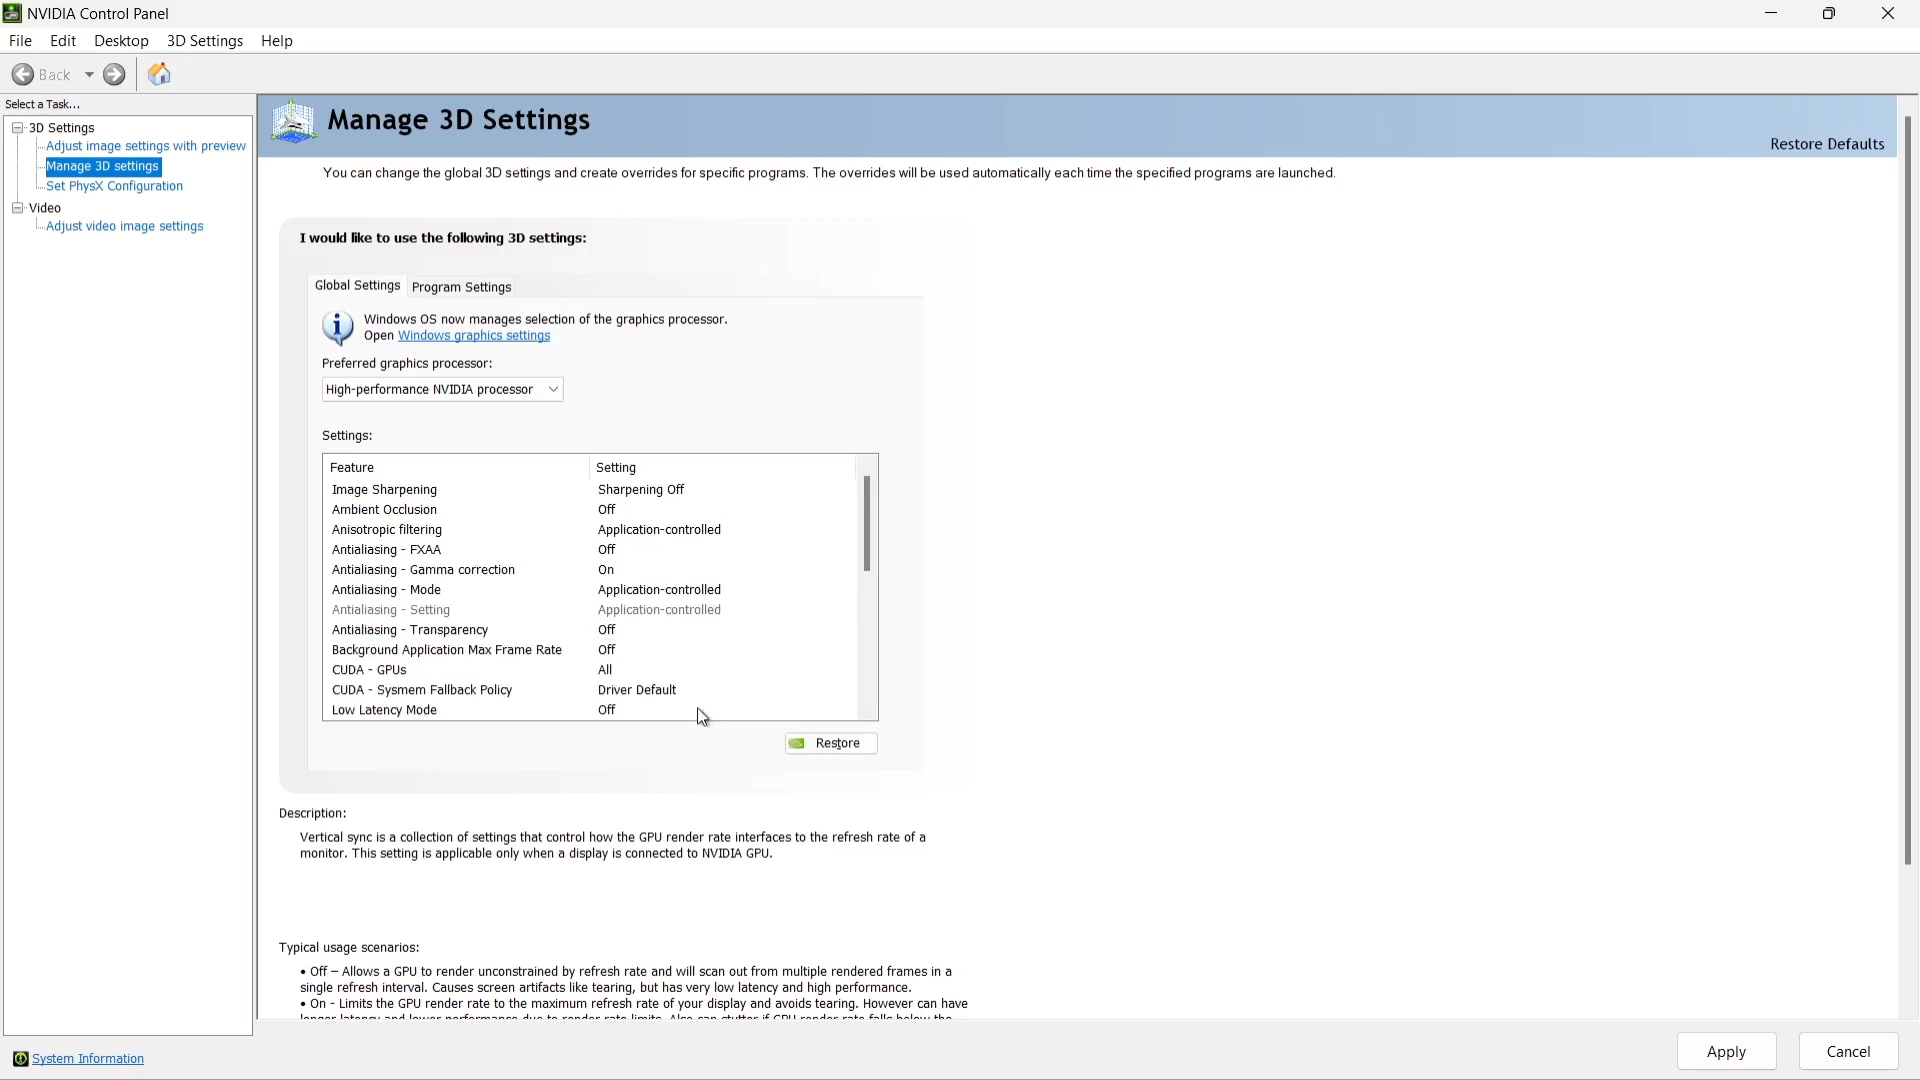 NVIDIA Control Panel
File Edit Desktop 3D Settings Help
Back
Select a Task...
3D Settings
Adjust image settings with preview
Manage 3D settings
Set PhysX Configuration
Video
Adjust video image settings
System Information
Manage 3D Settings
Restore Defaults
You can change the global 3D settings and create overrides for specific programs. The overrides will be used automatically each time the specified programs are launched.
I would like to use the following 3D settings:
Global Settings Program Settings
Windows OS now manages selection of the graphics processor.
Open Windows graphics settings
Preferred graphics processor:
High-performance NVIDIA processor
Settings:
Feature Setting
Image Sharpening Sharpening Off
Ambient Occlusion Off
Anisotropic filtering Application-controlled
Antialiasing - FXAA Off
Antialiasing - Gamma correction On
Antialiasing - Mode Application-controlled
Antialiasing - Setting Application-controlled
Antialiasing - Transparency Off
Background Application Max Frame Rate Off
CUDA - GPUs All
CUDA - Sysmem Fallback Policy Driver Default
Low Latency Mode Off
Restore
Description:
Vertical sync is a collection of settings that control how the GPU render rate interfaces to the refresh rate of a
monitor. This setting is applicable only when a display is connected to NVIDIA GPU.
Typical usage scenarios:
• Off – Allows a GPU to render unconstrained by refresh rate and will scan out from multiple rendered frames in a
single refresh interval. Causes screen artifacts like tearing, but has very low latency and high performance.
• On - Limits the GPU render rate to the maximum refresh rate of your display and avoids tearing. However can have
Apply Cancel